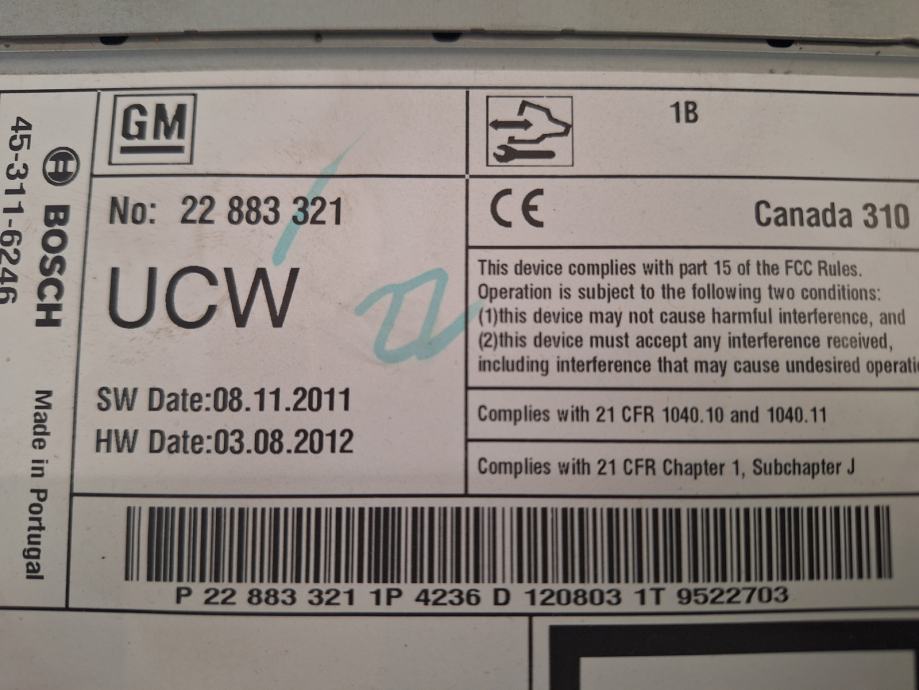 GM
1B
No: 22 883 321
UCW
SW Date:08.11.2011
HW Date:03.08.2012
CE
Canada 310
This device complies with part 15 of the FCC Rules.
Operation is subject to the following two conditions:
(1)this device may not cause harmful interference, and
(2)this device must accept any interference received,
including interference that may cause undesired
Complies with 21 CFR 1040.10 and 1040.11
Complies with 21 CFR Chapter 1, Subchapter J
P 22 883 321 1P 4236 D 120803 1T 9522703
BOSCH
Made in Portugal
45-311-6246